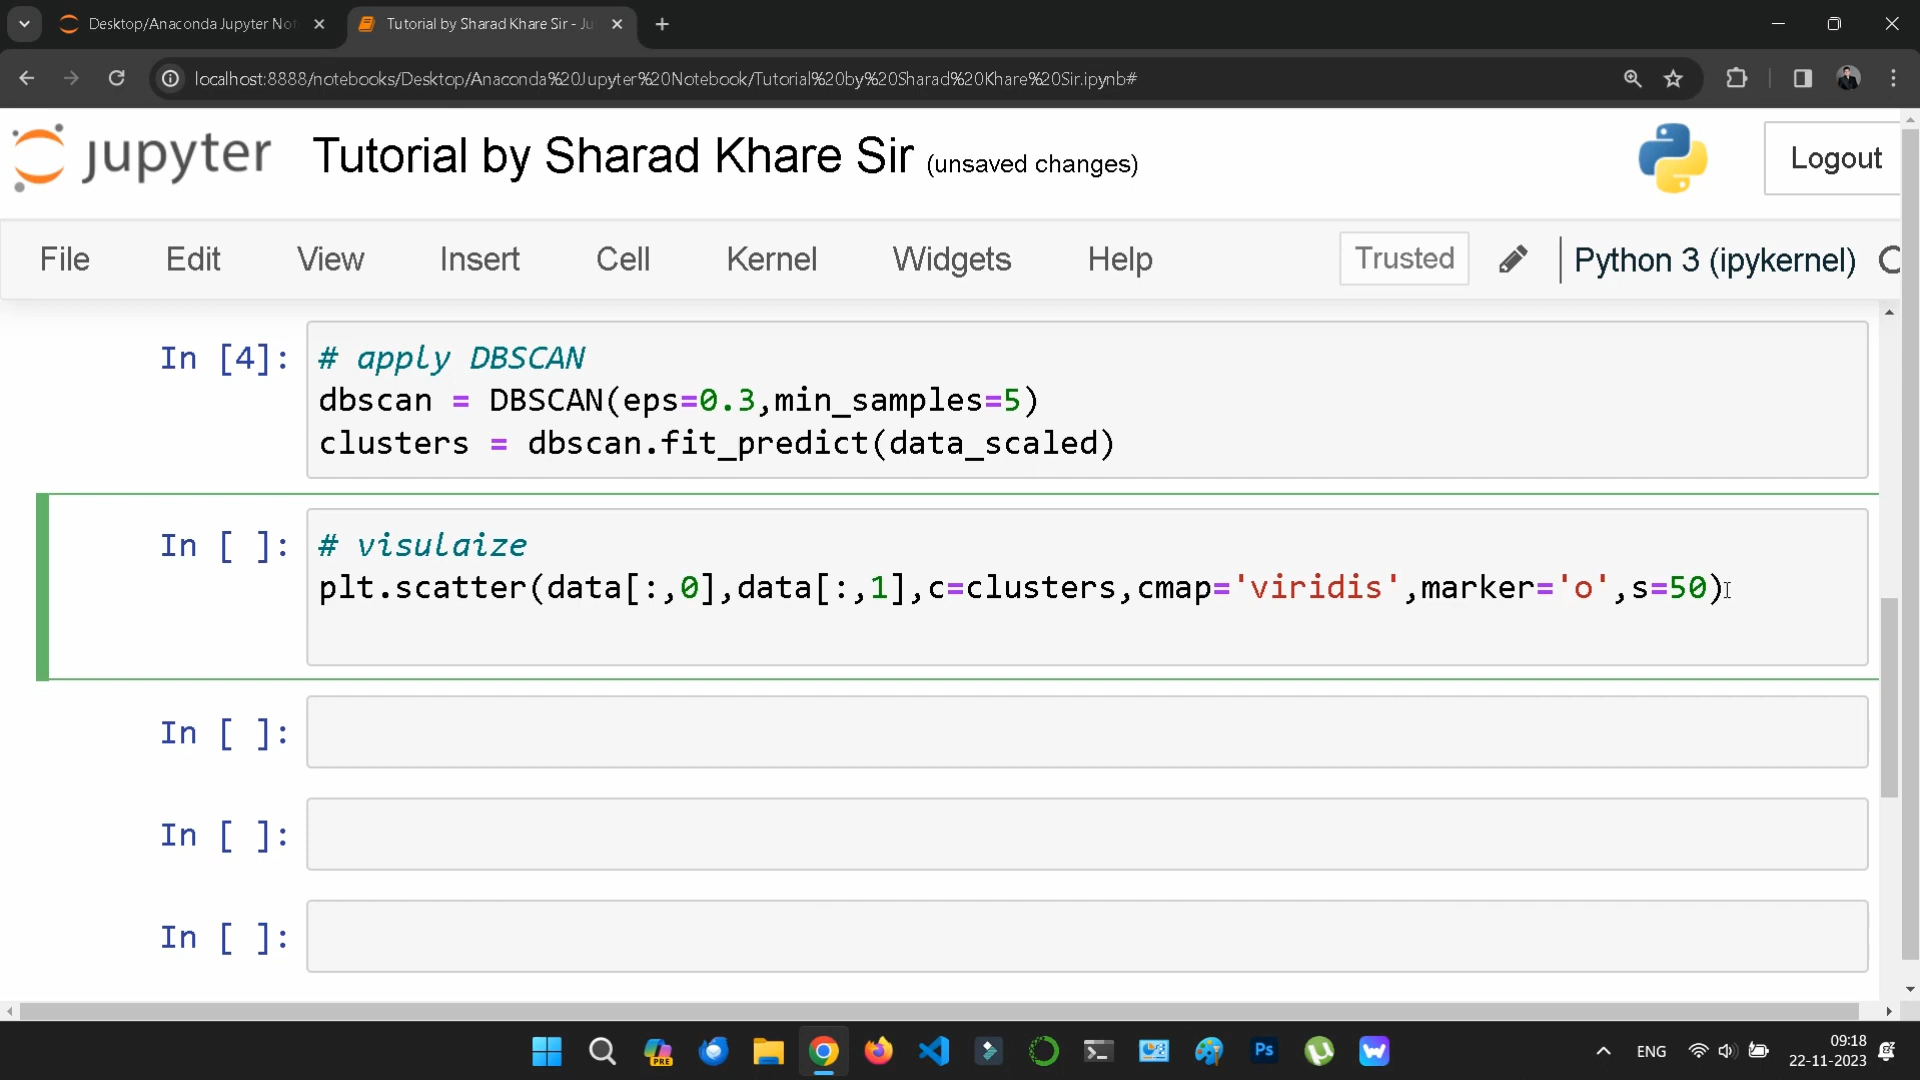 Desktop/Anaconda Jupyter Not
Tutorial by Sharad Khare Sir - Ju
localhost:8888/notebooks/Desktop/Anaconda%20Jupyter%20Notebook/Tutorial%20by%20Sharad%20Khare%20Sir.ipynb#
jupyter Tutorial by Sharad Khare Sir (unsaved changes) Logout
File Edit View Insert Cell Kernel Widgets Help Trusted Python 3 (ipykernel)
In [4]: # apply DBSCAN
dbscan = DBSCAN(eps=0.3,min_samples=5)
clusters = dbscan.fit_predict(data_scaled)
In [ ]: # visulaize
plt.scatter(data[:,0],data[:,1],c=clusters,cmap='viridis',marker='o',s=50)
In [ ]:
In [ ]:
In [ ]:
PRE
Ps
ENG
09:18
22-11-2023